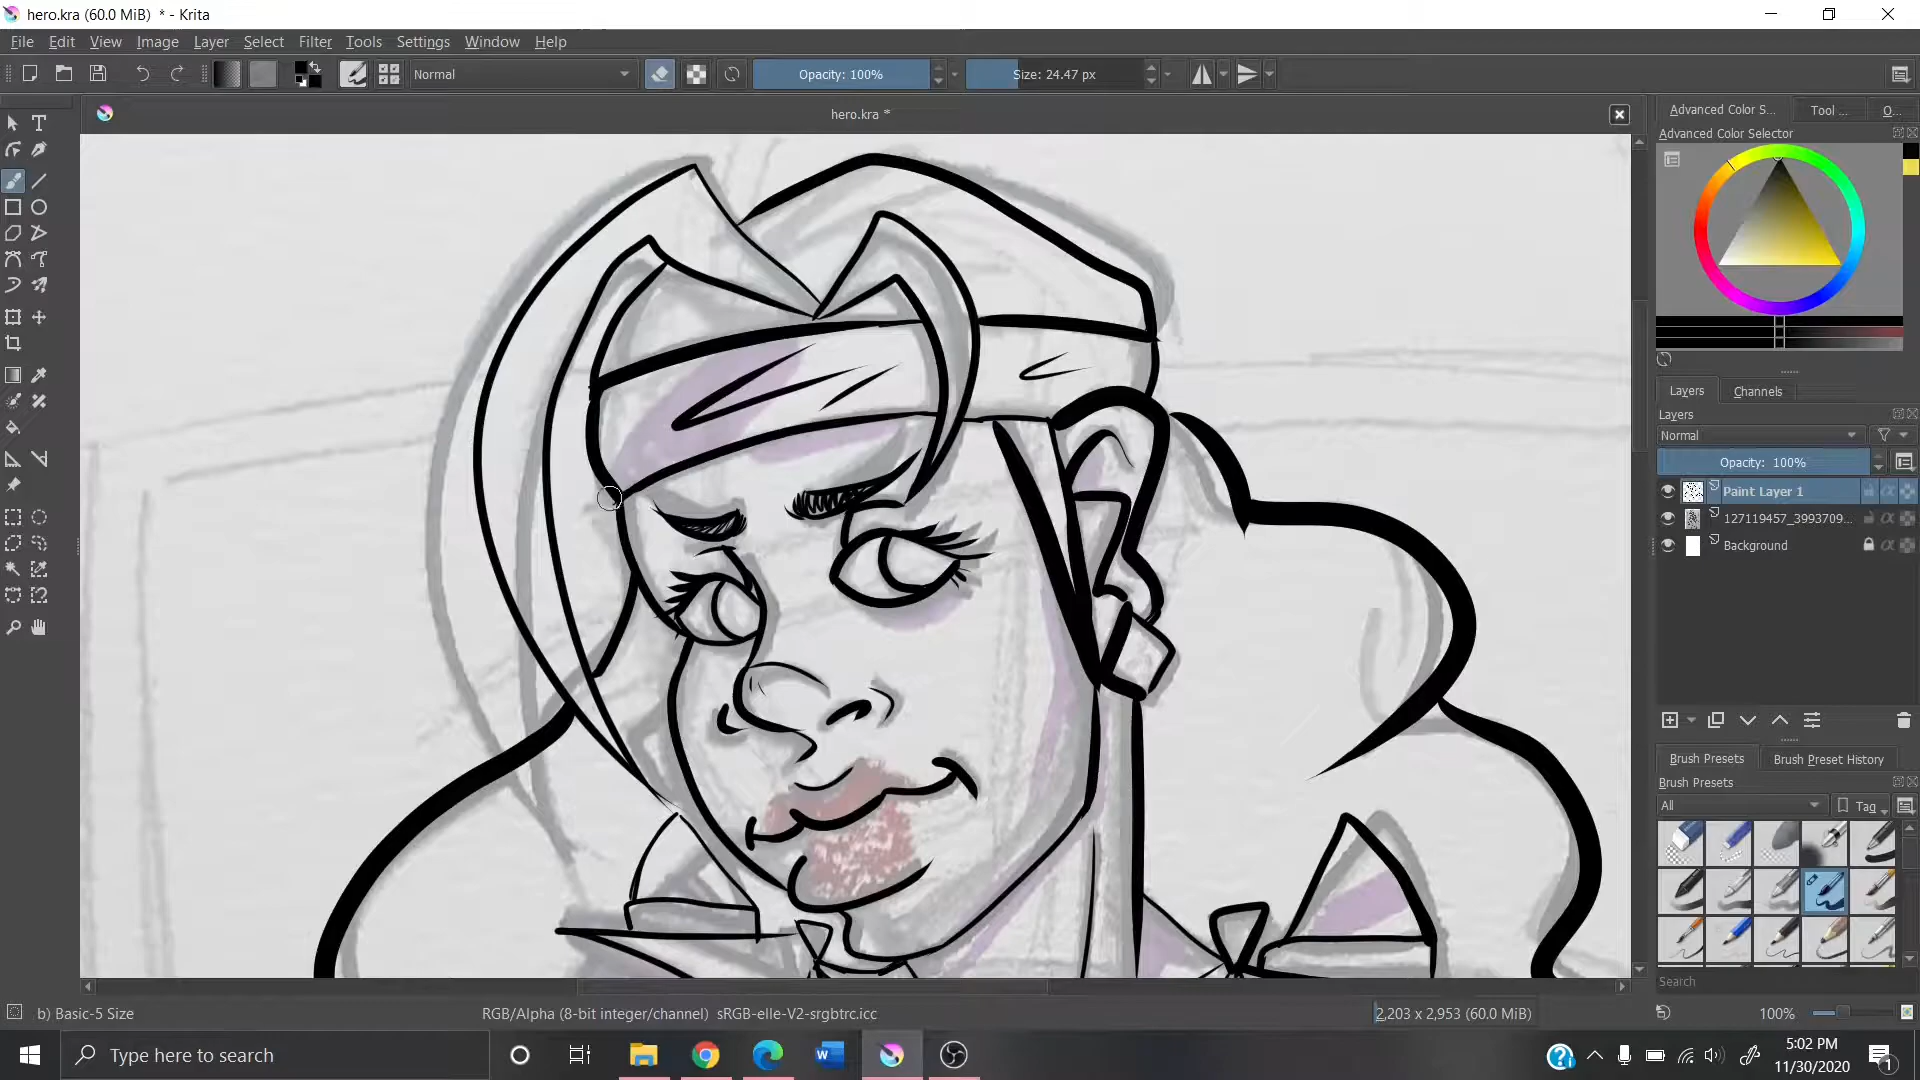 hero.kra (60.0 MiB)  * - Krita
File Edit View Image Layer Select Filter Tools Settings Window Help
Normal
Opacity: 100%
Size: 24.47 px
hero.kra *
Advanced Color S... Tool ... O...
Advanced Color Selector
Layers Channels
Layers
Normal
Opacity: 100%
Paint Layer 1
127119457_3993709...
Background
Brush Presets Brush Preset History
Brush Presets
All Tag
Search
b) Basic-5 Size
RGB/Alpha (8-bit integer/channel)  sRGB-elle-V2-srgbtrc.icc
2,203 x 2,953 (60.0 MiB)
100%
Type here to search
5:02 PM
11/30/2020
1